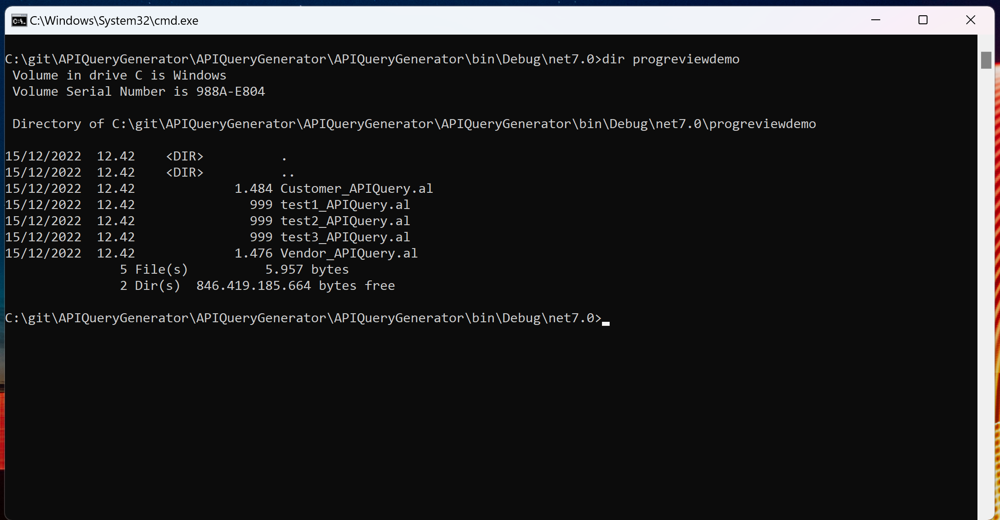 C:\Windows\System32\cmd.exe
C:\git\APIQueryGenerator\APIQueryGenerator\APIQueryGenerator\bin\Debug\net7.0>dir progreviewdemo
 Volume in drive C is Windows
 Volume Serial Number is 988A-E804
 Directory of C:\git\APIQueryGenerator\APIQueryGenerator\APIQueryGenerator\bin\Debug\net7.0\progreviewdemo
15/12/2022  12.42    <DIR>          .
15/12/2022  12.42    <DIR>          ..
15/12/2022  12.42             1.484 Customer_APIQuery.al
15/12/2022  12.42               999 test1_APIQuery.al
15/12/2022  12.42               999 test2_APIQuery.al
15/12/2022  12.42               999 test3_APIQuery.al
15/12/2022  12.42             1.476 Vendor_APIQuery.al
               5 File(s)          5.957 bytes
               2 Dir(s)  846.419.185.664 bytes free
C:\git\APIQueryGenerator\APIQueryGenerator\APIQueryGenerator\bin\Debug\net7.0>